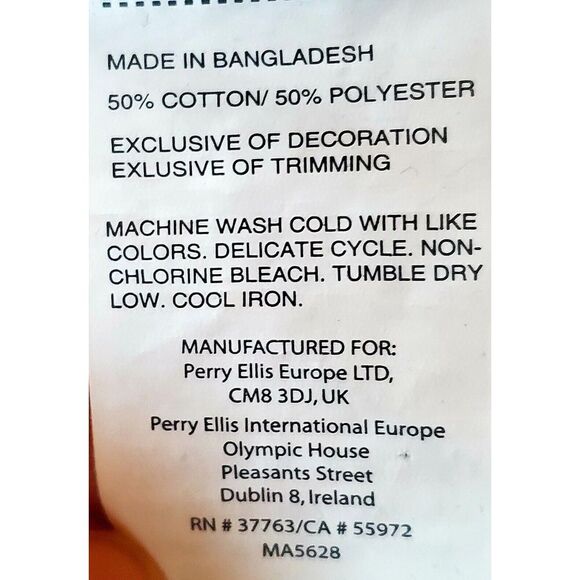 MADE IN BANGLADESH
50% COTTON/ 50% POLYESTER
EXCLUSIVE OF DECORATION
EXLUSIVE OF TRIMMING
MACHINE WASH COLD WITH LIKE
COLORS. DELICATE CYCLE. NON-
CHLORINE BLEACH. TUMBLE DRY
LOW. COOL IRON.
MANUFACTURED FOR:
Perry Ellis Europe LTD,
CM8 3DJ, UK
Perry Ellis International Europe
Olympic House
Pleasants Street
Dublin 8, Ireland
RN # 37763/CA # 55972
MA5628